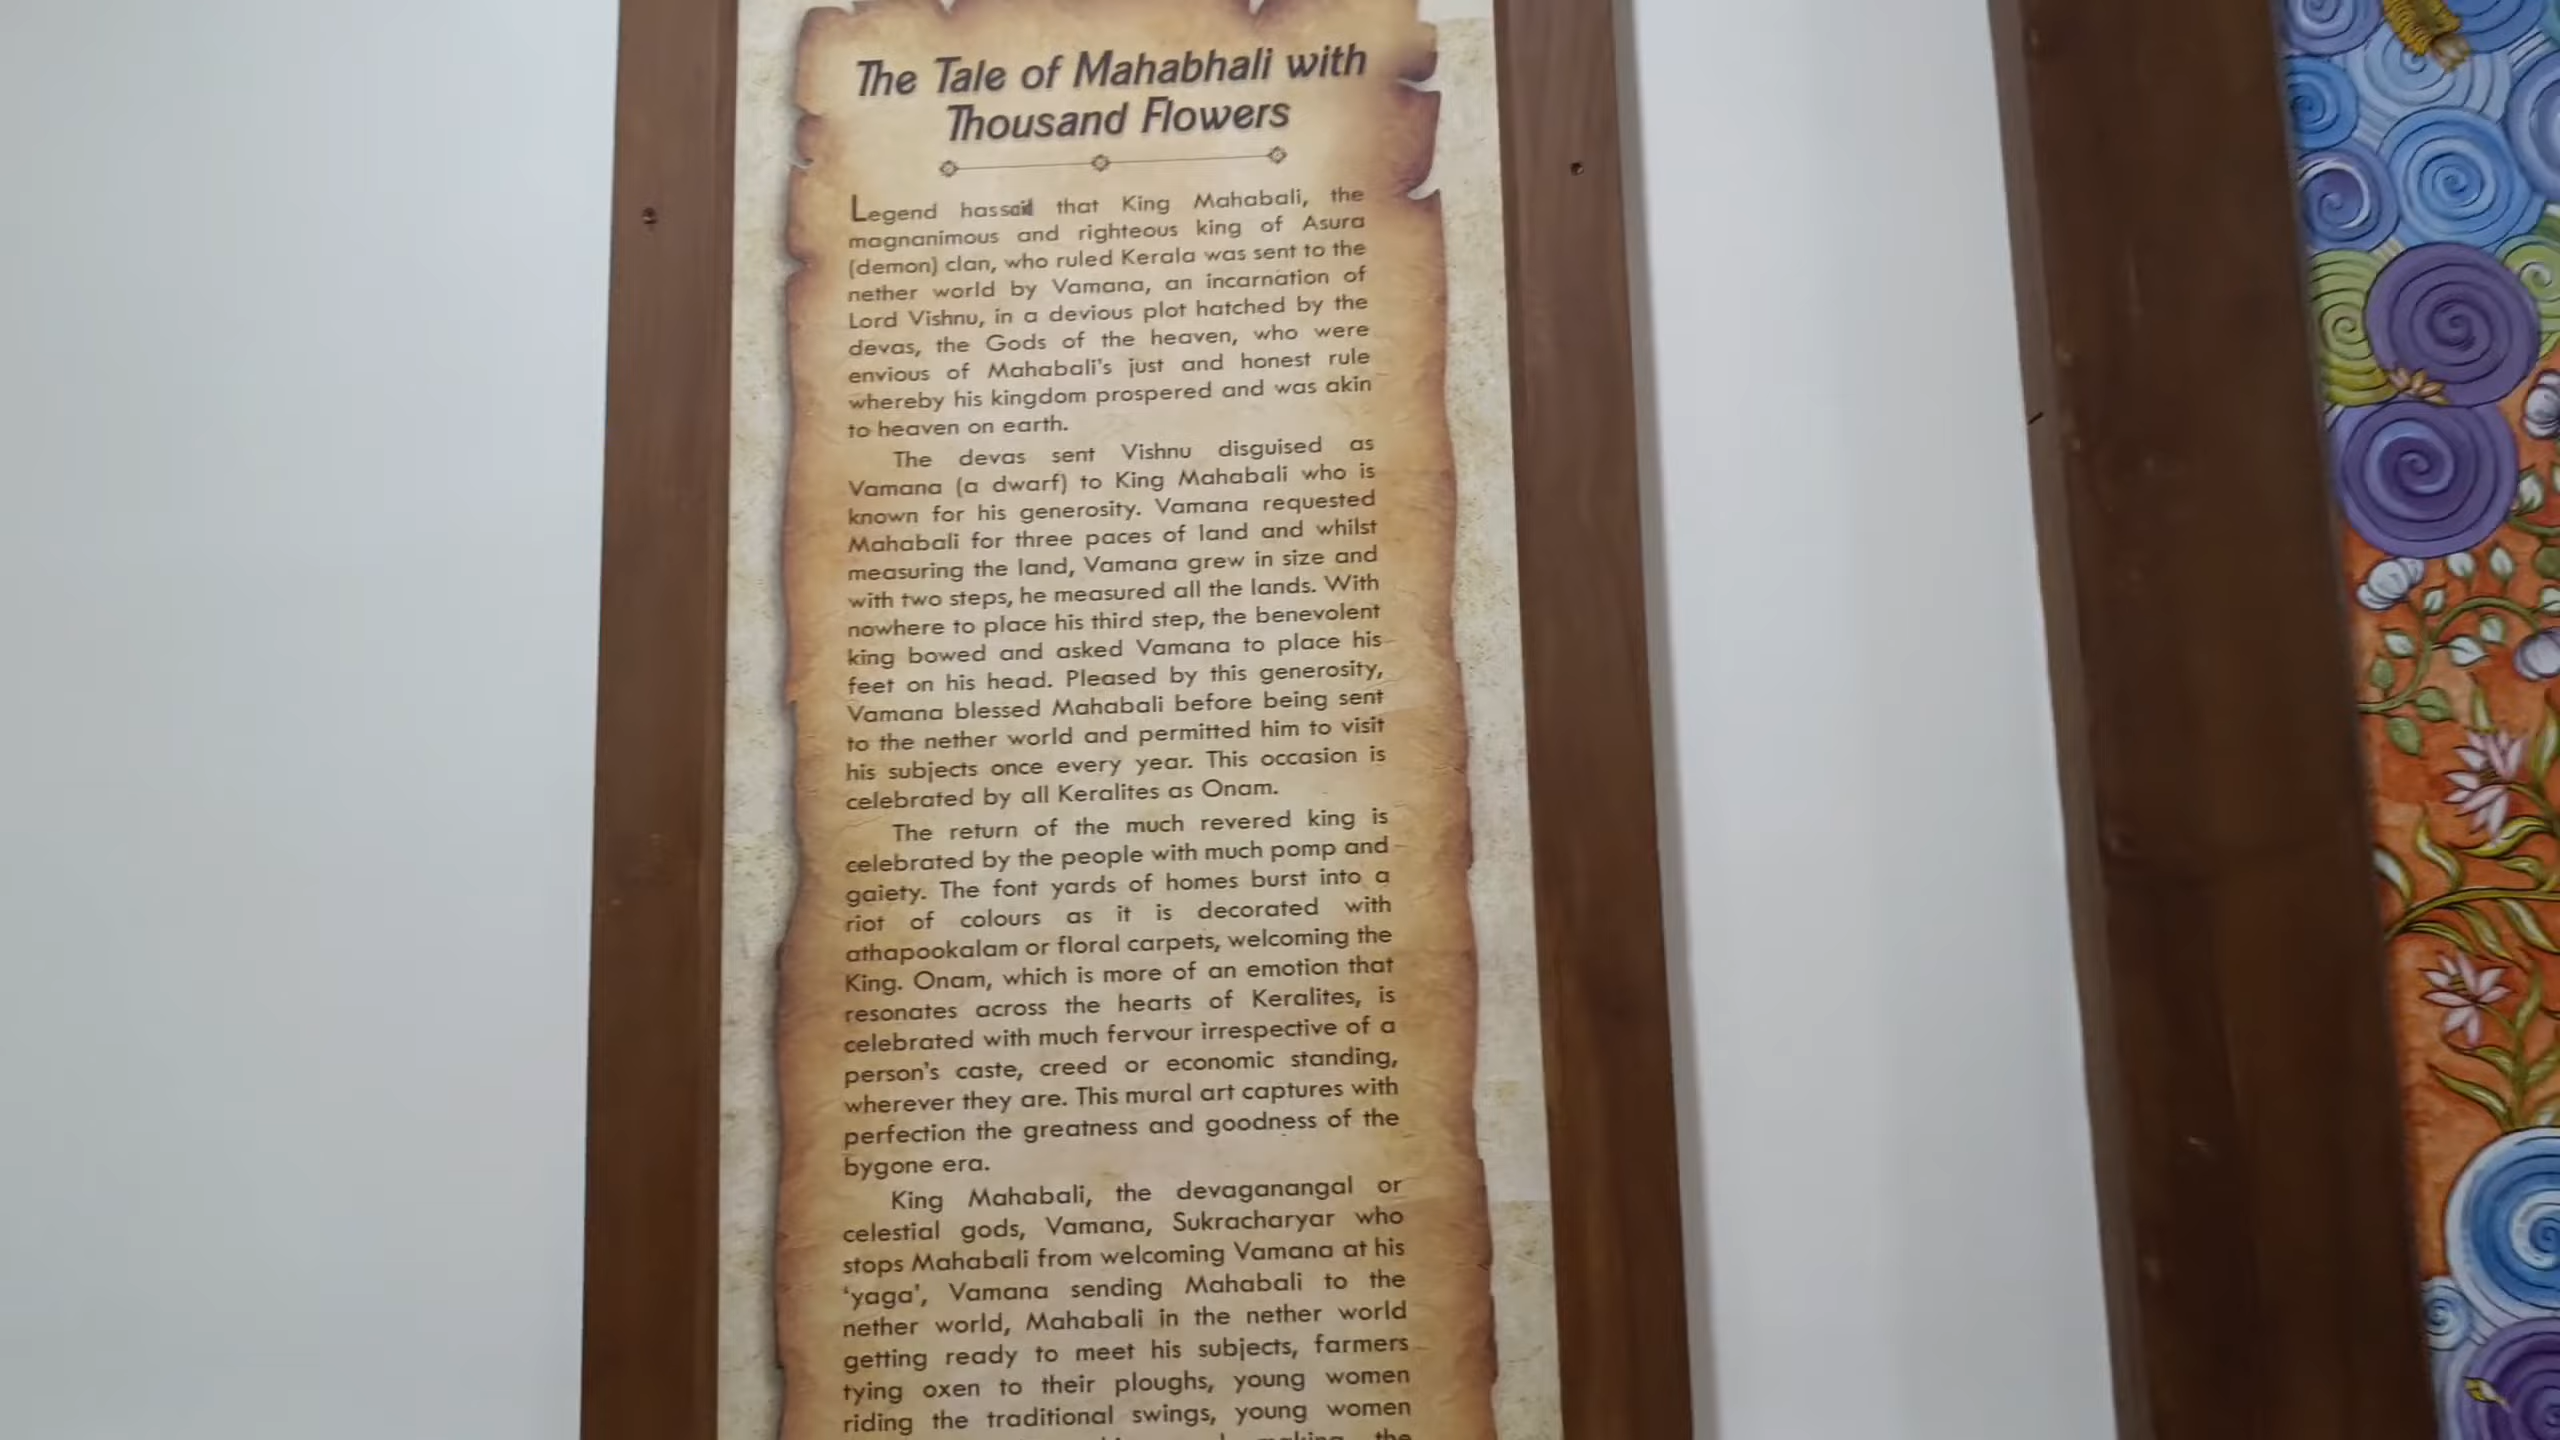 The Tale of Mahabhali with
Thousand Flowers
Legend hassaid that King Mahabali, the
magnanimous and righteous king of Asura
(demon) clan, who ruled Kerala was sent to the
nether world by Vamana, an incarnation of
Lord Vishnu, in a devious plot hatched by the
devas, the Gods of the heaven, who were
envious of Mahabali's just and honest rule
whereby his kingdom prospered and was akin
to heaven on earth.
The devas sent Vishnu disguised as
Vamana (a dwarf) to King Mahabali who is
known for his generosity. Vamana requested
Mahabali for three paces of land and whilst
measuring the land, Vamana grew in size and
with two steps, he measured all the lands. With
nowhere to place his third step, the benevolent
king bowed and asked Vamana to place his
feet on his head. Pleased by this generosity,
Vamana blessed Mahabali before being sent
to the nether world and permitted him to visit
his subjects once every year. This occasion is
celebrated by all Keralites as Onam.
The return of the much revered king is
celebrated by the people with much pomp and
gaiety. The font yards of homes burst into a
riot of colours as it is decorated with
athapookalam or floral carpets, welcoming the
King. Onam, which is more of an emotion that
resonates across the hearts of Keralites, is
celebrated with much fervour irrespective of a
person's caste, creed or economic standing,
wherever they are. This mural art captures with
perfection the greatness and goodness of the
bygone era.
King Mahabali, the devaganangal or
celestial gods, Vamana, Sukracharyar who
stops Mahabali from welcoming Vamana at his
'yaga', Vamana sending Mahabali to the
nether world, Mahabali in the nether world
getting ready to meet his subjects, farmers
tying oxen to their ploughs, young women
riding the traditional swings, young women
making the